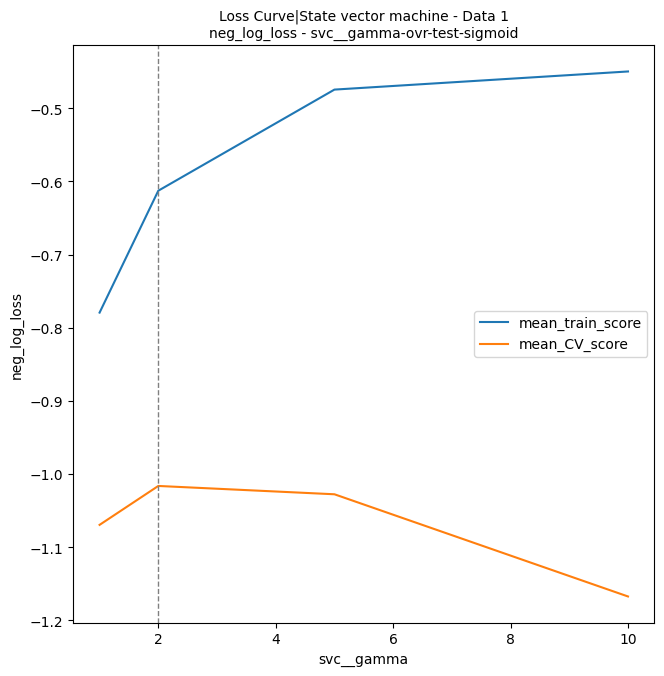 Loss Curve|State vector machine - Data 1
neg_log_loss - svc__gamma-ovr-test-sigmoid
−0.5
−0.6
−0.7
−0.8
−0.9
−1.0
−1.1
−1.2
neg_log_loss
mean_train_score
mean_CV_score
2
4
6
8
10
svc__gamma